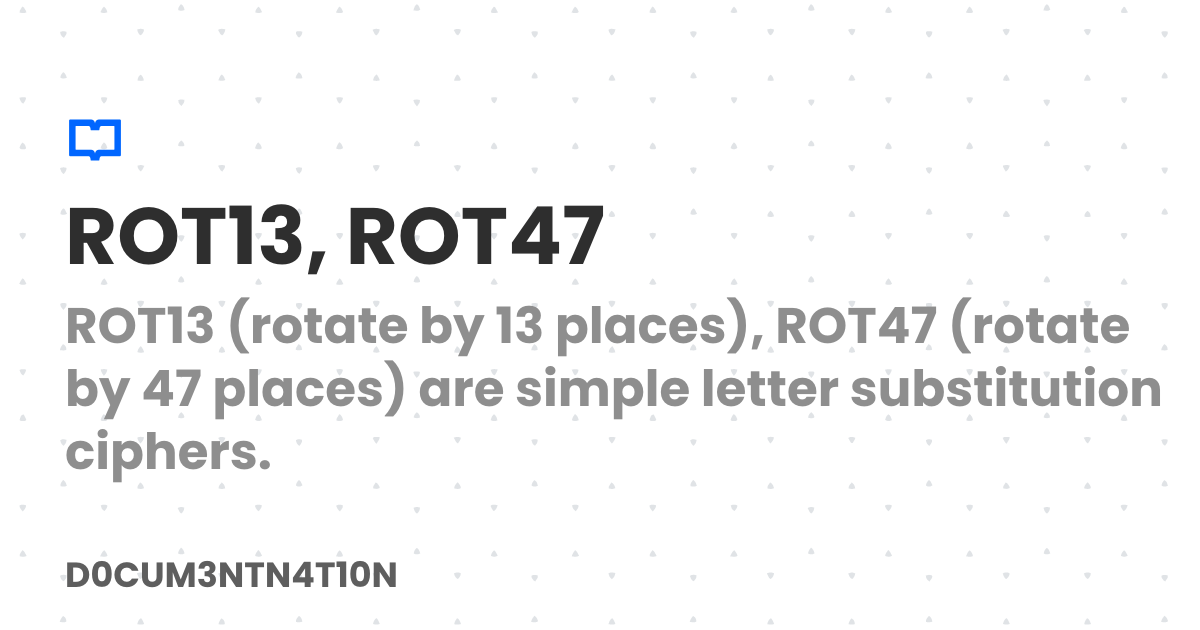 ROT13, ROT47
ROT13 (rotate by 13 places), ROT47 (rotate
by 47 places) are simple letter substitution
ciphers.
D0CUM3NTN4T10N